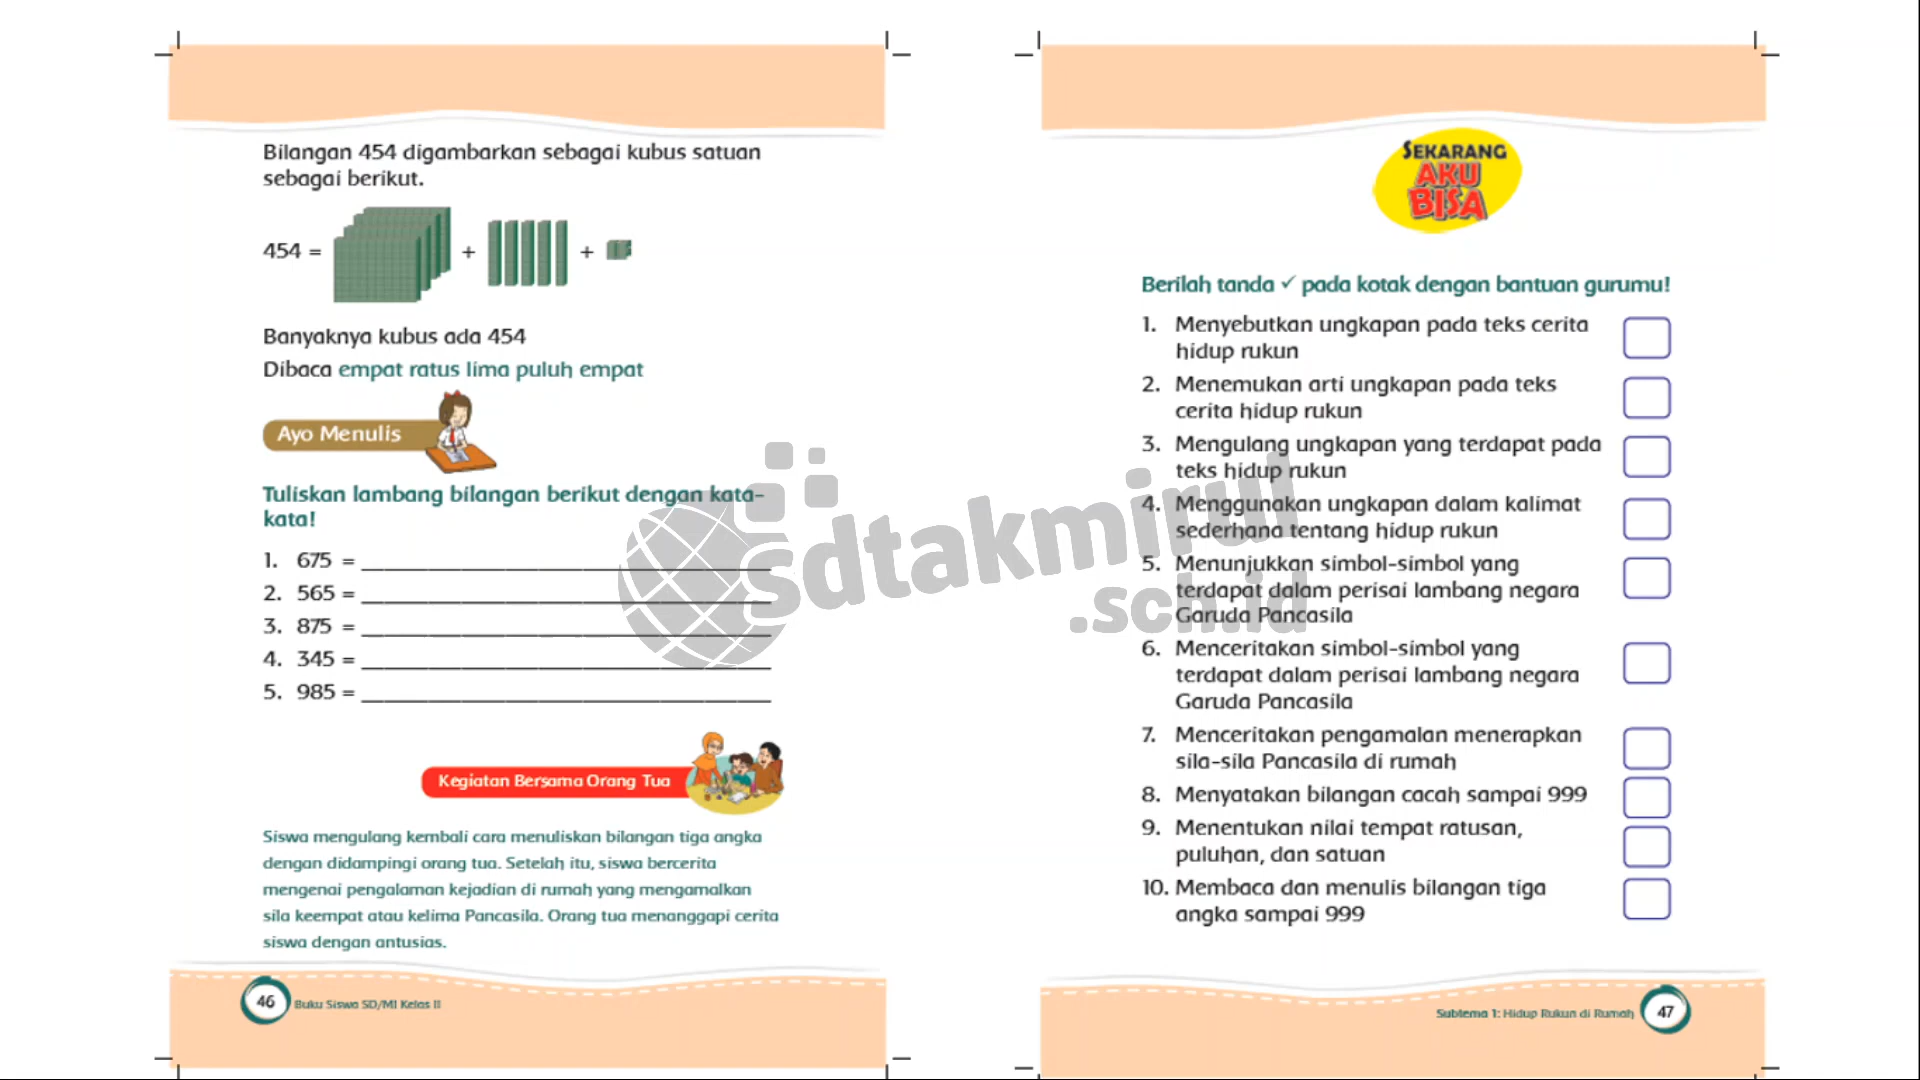 Bilangan 454 digambarkan sebagai kubus satuan
sebagai berikut.
454 =
+
+
Banyaknya kubus ada 454
Dibaca empat ratus lima puluh empat
Ayo Menulis
Tuliskan lambang bilangan berikut dengan kata-
kata!
1. 675 = ____________________
2. 565 = ____________________
3. 875 = ____________________
4. 345 = ____________________
5. 985 = ____________________
Kegiatan Bersama Orang Tua
Siswa mengulang kembali cara menuliskan bilangan tiga angka
dengan didampingi orang tua. Setelah itu, siswa bercerita
mengenai pengalaman kejadian di rumah yang mengamalkan
sila keempat atau kelima Pancasila. Orang tua menanggapi cerita
siswa dengan antusias.
46 Buku Siswa SD/MI Kelas II
SEKARANG
AKU
BISA
Berilah tanda ✓ pada kotak dengan bantuan gurumu!
1. Menyebutkan ungkapan pada teks cerita
hidup rukun
2. Menemukan arti ungkapan pada teks
cerita hidup rukun
3. Mengulang ungkapan yang terdapat pada
teks hidup rukun
4. Menggunakan ungkapan dalam kalimat
sederhana tentang hidup rukun
5. Menunjukkan simbol-simbol yang
terdapat dalam perisai lambang negara
Garuda Pancasila
6. Menceritakan simbol-simbol yang
terdapat dalam perisai lambang negara
Garuda Pancasila
7. Menceritakan pengamalan menerapkan
sila-sila Pancasila di rumah
8. Menyatakan bilangan cacah sampai 999
9. Menentukan nilai tempat ratusan,
puluhan, dan satuan
10. Membaca dan menulis bilangan tiga
angka sampai 999
Subtema 1: Hidup Rukun di Rumah 47
sdtakmirul
.sch.id